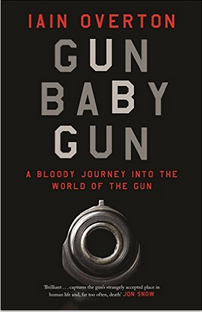 IAIN OVERTON
GUN
BABY
GUN
A BLOODY JOURNEY INTO THE
WORLD OF THE GUN
'Brilliant . . . captures the gun's strangely accepted place in
human life and, far too often, death' JON SNOW